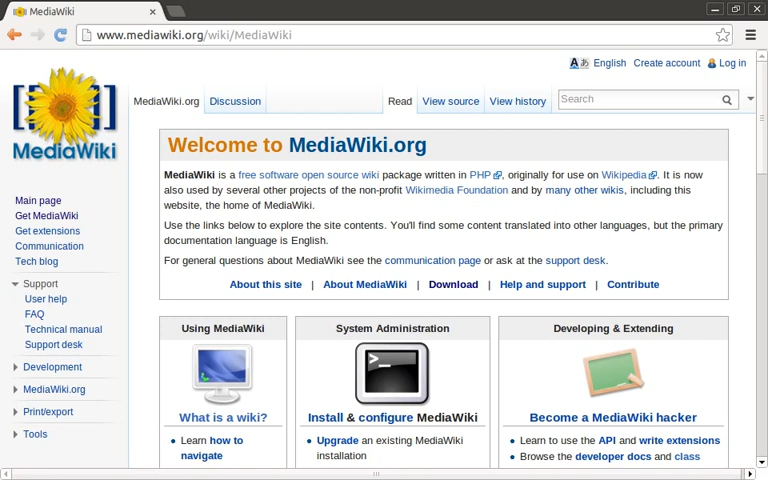 MediaWiki
www.mediawiki.org/wiki/MediaWiki
English Create account Log in
MediaWiki.org Discussion Read View source View history Search
MediaWiki
Main page
Get MediaWiki
Get extensions
Communication
Tech blog
Support
User help
FAQ
Technical manual
Support desk
Development
MediaWiki.org
Print/export
Tools
Welcome to MediaWiki.org
MediaWiki is a free software open source wiki package written in PHP, originally for use on Wikipedia. It is now
also used by several other projects of the non-profit Wikimedia Foundation and by many other wikis, including this
website, the home of MediaWiki.
Use the links below to explore the site contents. You'll find some content translated into other languages, but the primary
documentation language is English.
For general questions about MediaWiki see the communication page or ask at the support desk.
About this site | About MediaWiki | Download | Help and support | Contribute
Using MediaWiki
What is a wiki?
• Learn how to
navigate
System Administration
>_
Install & configure MediaWiki
• Upgrade an existing MediaWiki
installation
Developing & Extending
Become a MediaWiki hacker
• Learn to use the API and write extensions
• Browse the developer docs and class